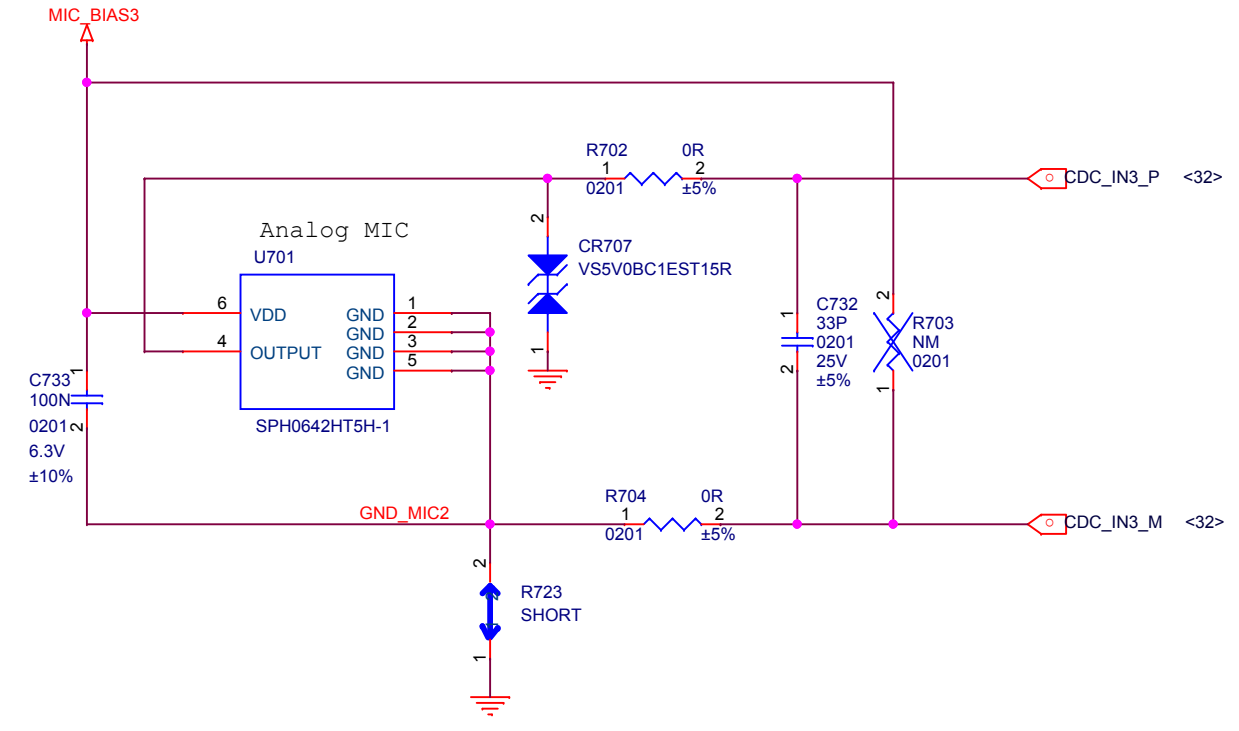 MIC_BIAS3
R702 0R
1 2
0201 ±5%
CDC_IN3_P <32>
Analog MIC
U701
6 VDD GND 1
GND 2
4 OUTPUT GND 3
GND 5
SPH0642HT5H-1
2
CR707
VS5V0BC1EST15R
1
1
C732
33P
0201
25V
±5%
2
2
R703
NM
0201
1
1
C733
100N
0201
2
6.3V
±10%
GND_MIC2
R704 0R
1 2
0201 ±5%
CDC_IN3_M <32>
2
R723
SHORT
1